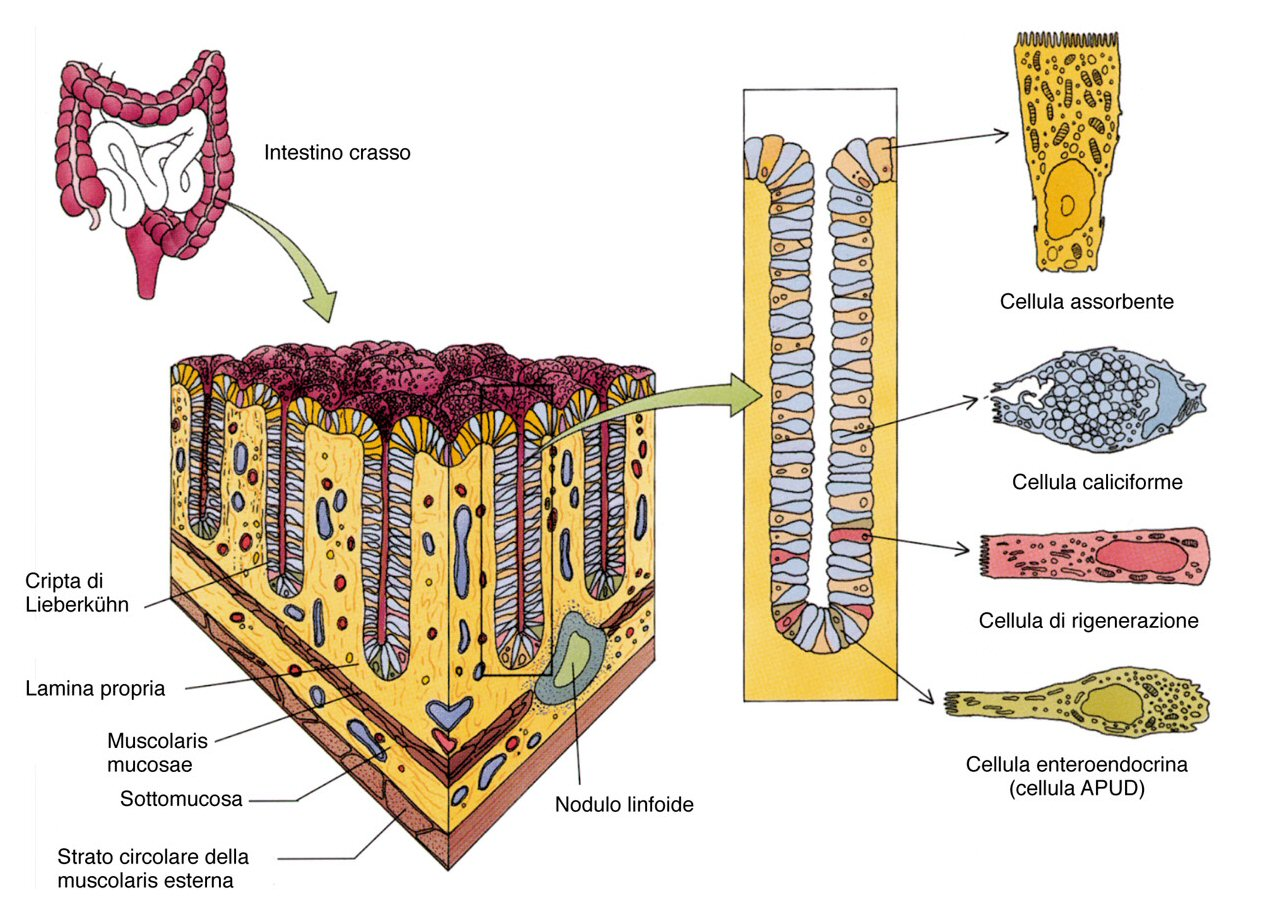 Intestino crasso
Cellula assorbente
Cellula caliciforme
Cripta di
Lieberkühn
Cellula di rigenerazione
Lamina propria
Muscolaris
mucosae
Sottomucosa
Nodulo linfoide
Cellula enteroendocrina
(cellula APUD)
Strato circolare della
muscolaris esterna